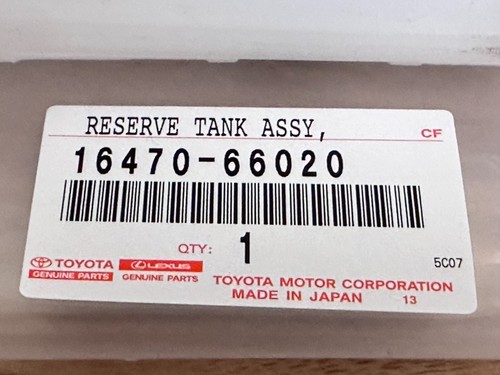 RESERVE TANK ASSY,
CF
16470-66020
QTY: 1
5C07
TOYOTA LEXUS
GENUINE PARTS GENUINE PARTS
TOYOTA MOTOR CORPORATION
MADE IN JAPAN 13